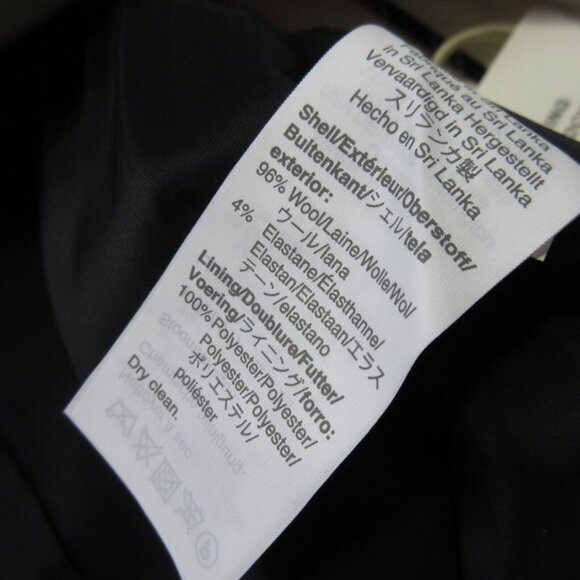 in Sri Lanka Hergestellt
Vervaardigd in Sri Lanka
スリランカ製
Hecho en Sri Lanka
Shell/Extérieur/Oberstoff/
Buitenkant/シェル/tela
exterior:
96% Wool/Laine/Wolle/Wol/
ウール/lana
4% Elastane/Élasthanne/
Elastan/Elastaan/エラス
テーン/elastano
Lining/Doublure/Futter/
Voering/ライニング/forro:
100% Polyester/Polyester/
Polyester/Polyester/
ポリエステル/
poliéster
Dry clean.